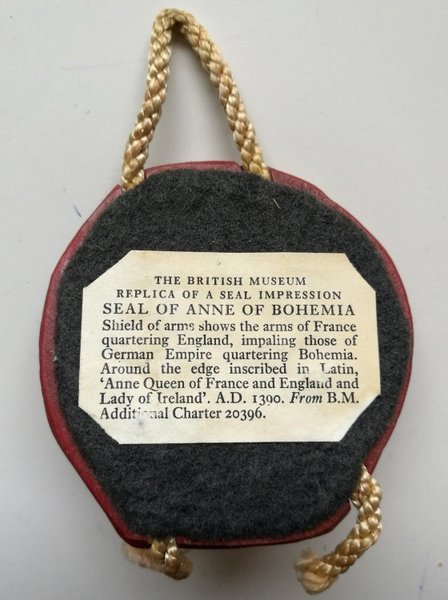 THE BRITISH MUSEUM
REPLICA OF A SEAL IMPRESSION
SEAL OF ANNE OF BOHEMIA
Shield of arms shows the arms of France
quartering England, impaling those of
German Empire quartering Bohemia.
Around the edge inscribed in Latin,
‘Anne Queen of France and England and
Lady of Ireland’. A.D. 1390. From B.M.
Additional Charter 20396.